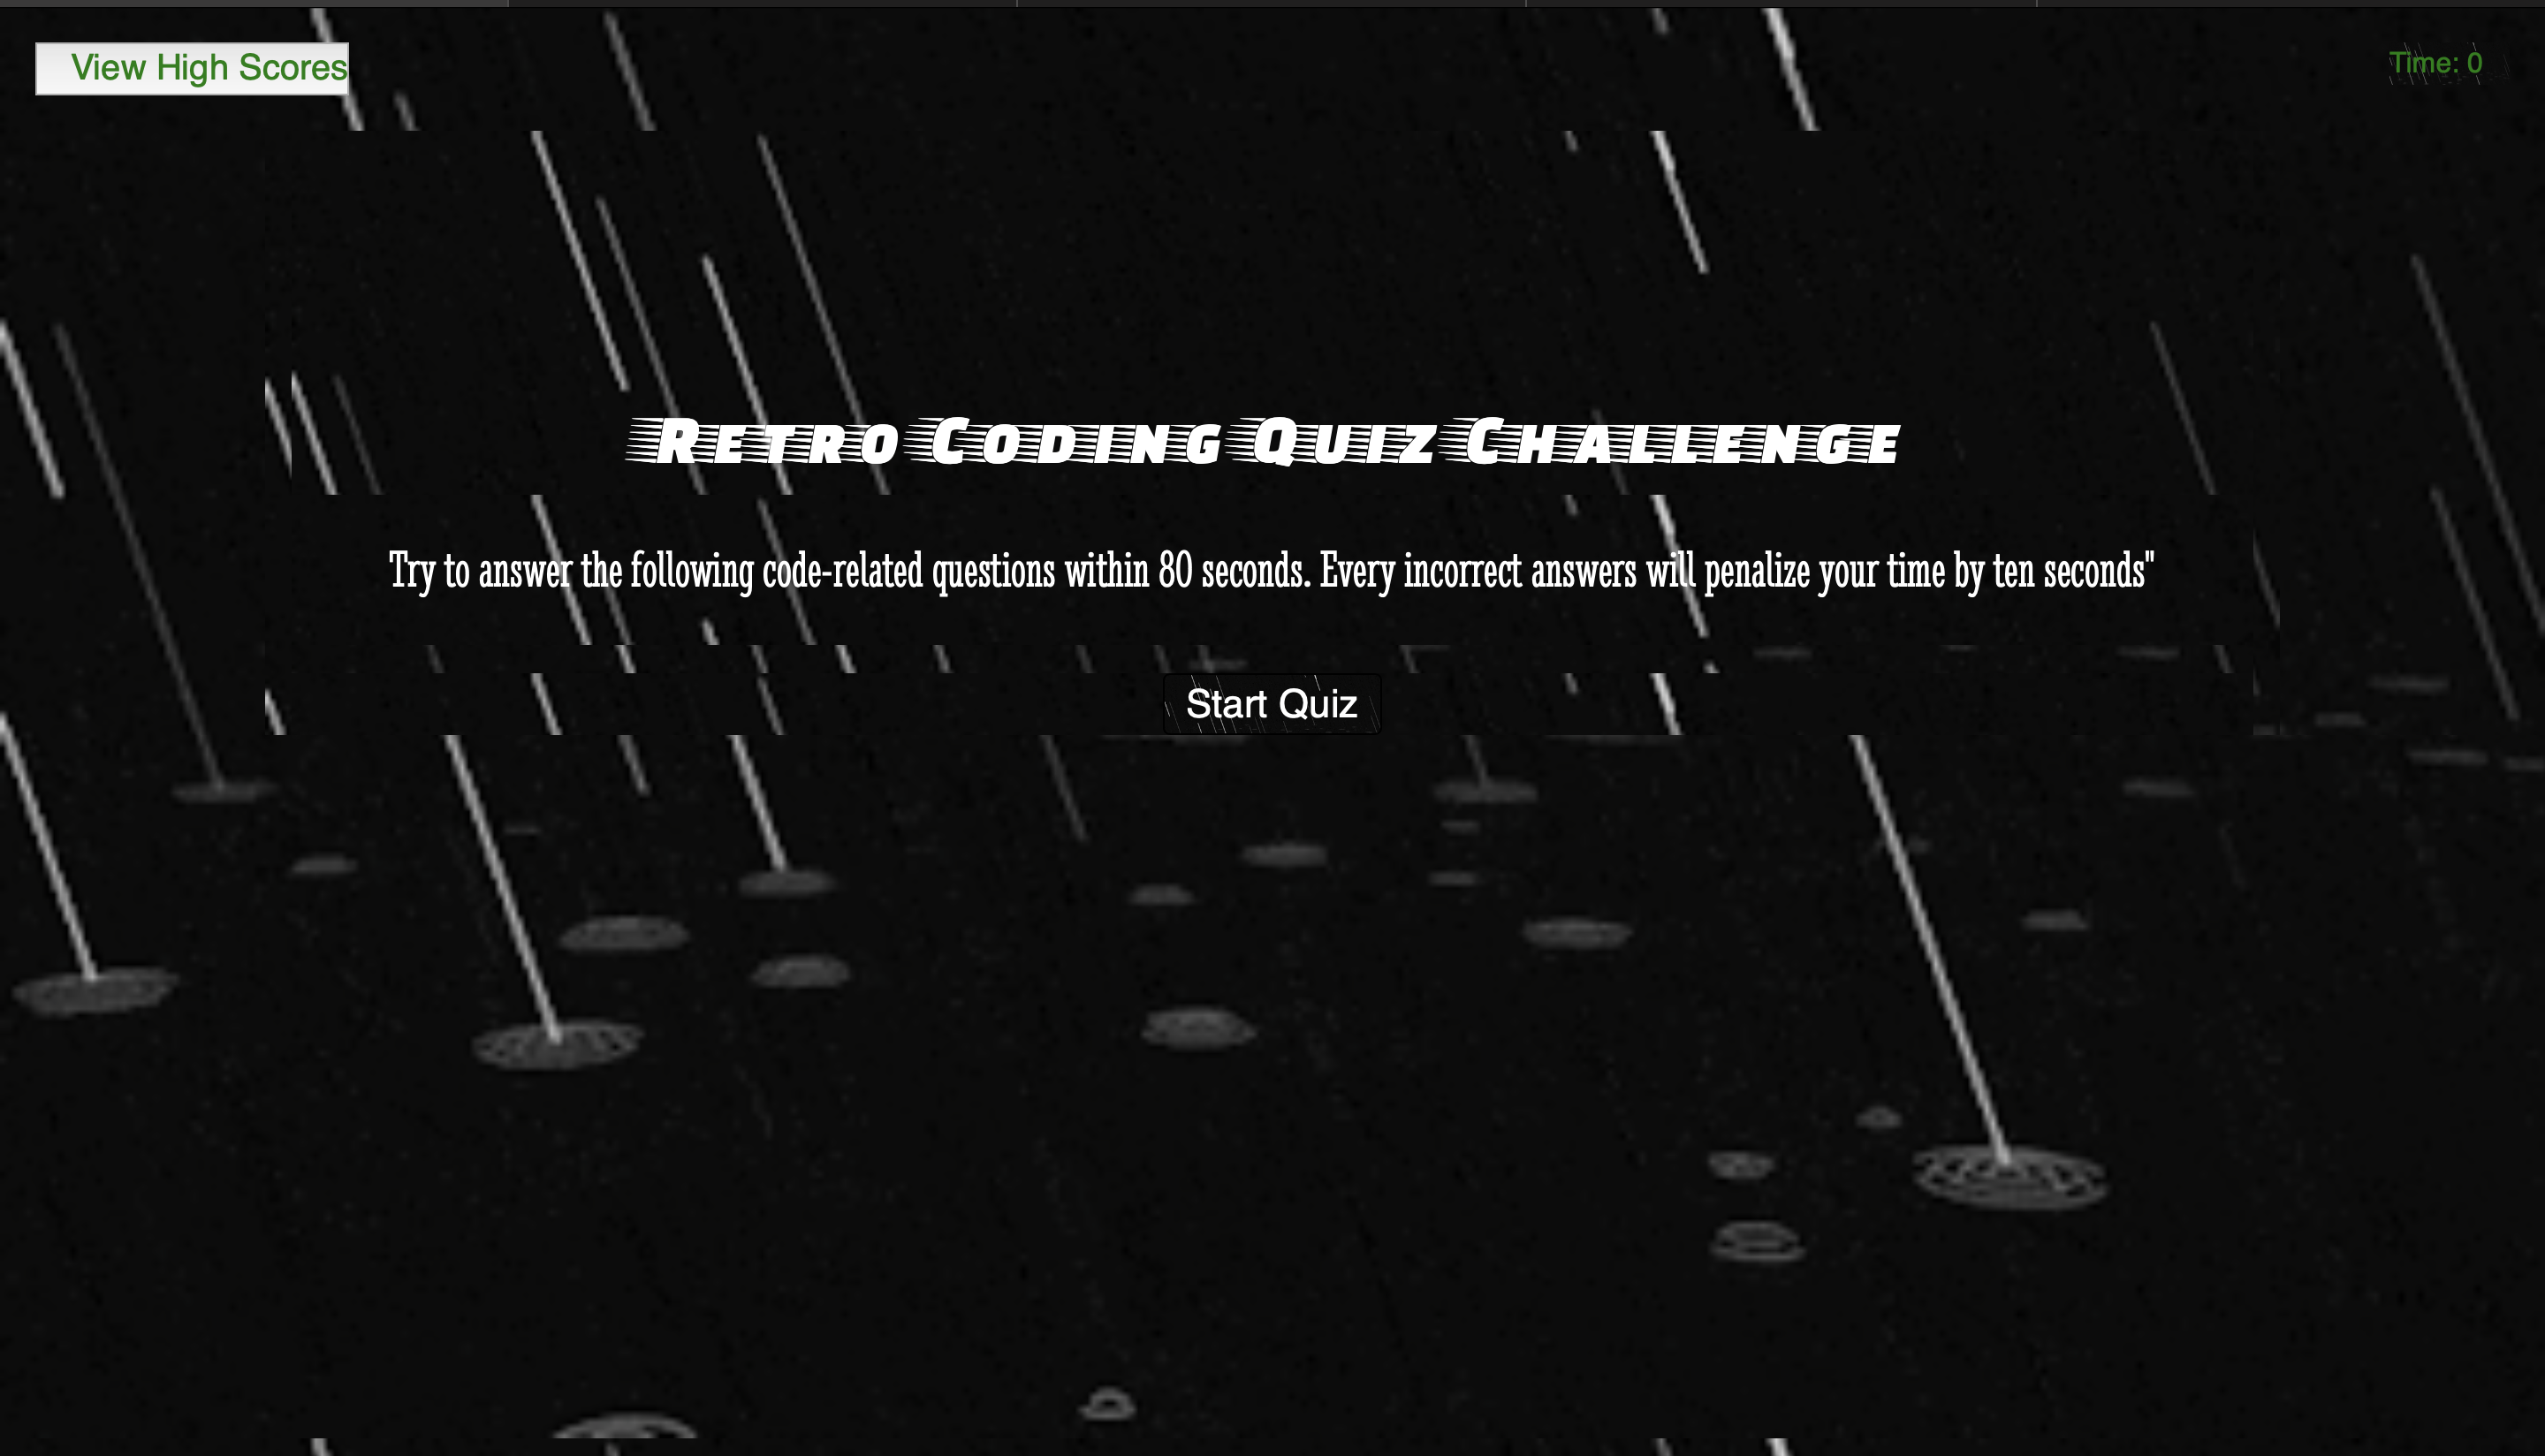 View High Scores
Time: 0
Retro Coding Quiz Challenge
Try to answer the following code-related questions within 80 seconds. Every incorrect answers will penalize your time by ten seconds"
Start Quiz